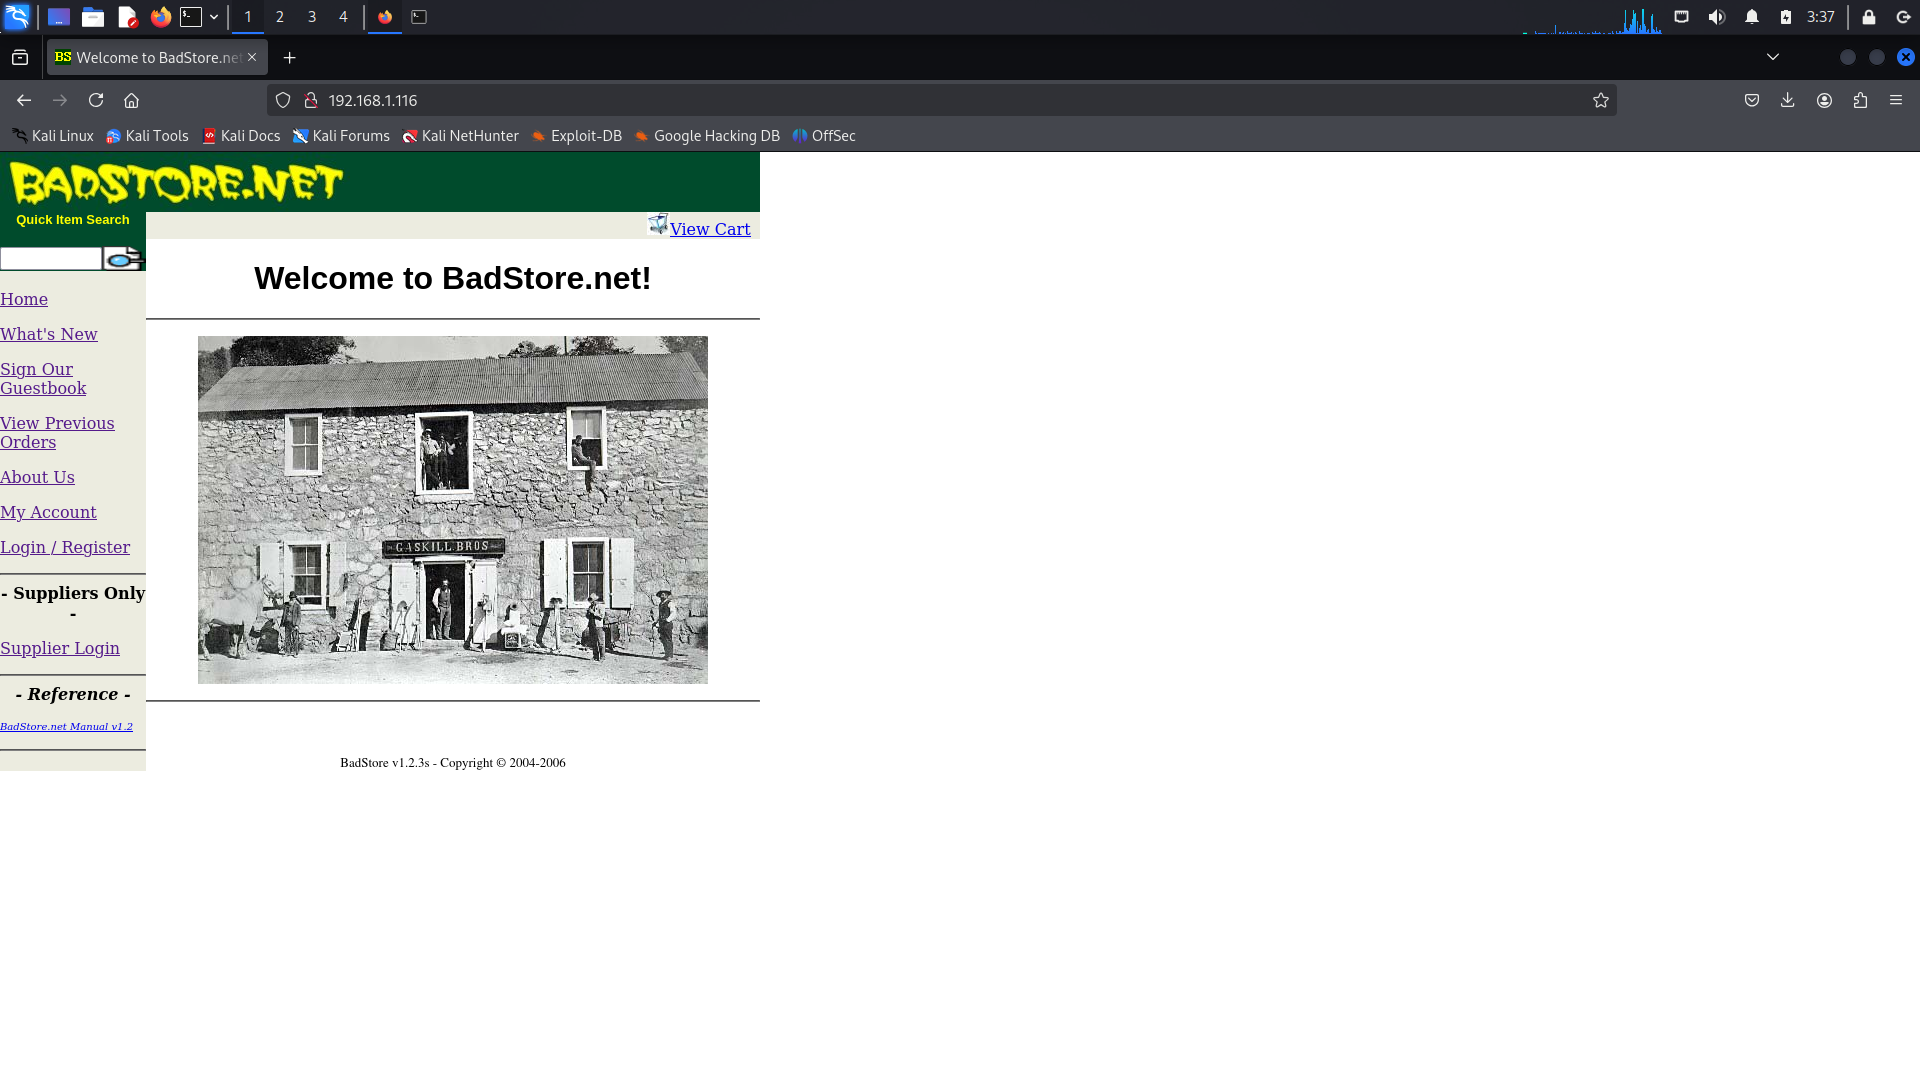 1 2 3 4 3:37
BS Welcome to BadStore.net
192.168.1.116
Kali Linux Kali Tools Kali Docs Kali Forums Kali NetHunter Exploit-DB Google Hacking DB OffSec
BADSTORE.NET
Quick Item Search
View Cart
Welcome to BadStore.net!
Home
What's New
Sign Our
Guestbook
View Previous
Orders
About Us
My Account
Login / Register
GASKILL BROS
- Suppliers Only
-
Supplier Login
- Reference -
BadStore.net Manual v1.2
BadStore v1.2.3s - Copyright © 2004-2006